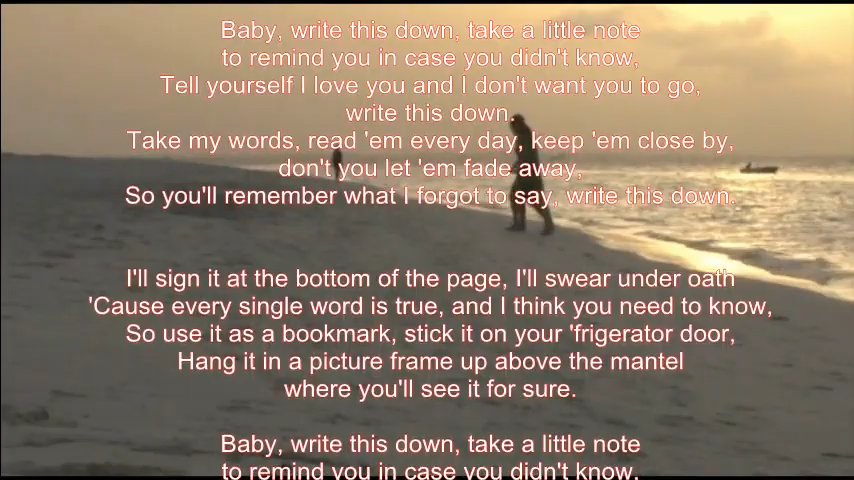 Baby, write this down, take a little note
to remind you in case you didn't know,
Tell yourself I love you and I don't want you to go,
write this down.
Take my words, read 'em every day, keep 'em close by,
don't you let 'em fade away,
So you'll remember what I forgot to say, write this down.
I'll sign it at the bottom of the page, I'll swear under oath
'Cause every single word is true, and I think you need to know,
So use it as a bookmark, stick it on your 'frigerator door,
Hang it in a picture frame up above the mantel
where you'll see it for sure.
Baby, write this down, take a little note
to remind you in case you didn't know.